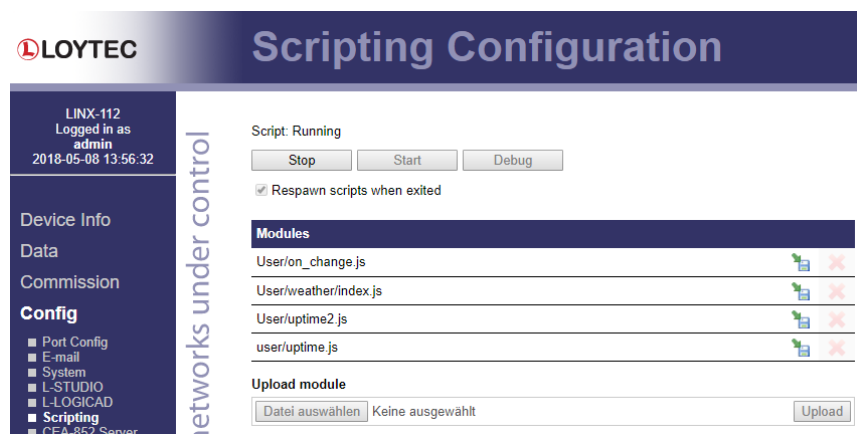 LOYTEC
Scripting Configuration
LINX-112
Logged in as
admin
2018-05-08 13:56:32
Device Info
Data
Commission
Config
Port Config
E-mail
System
L-STUDIO
L-LOGICAD
Scripting
CEA-852 Server
networks under control
Script: Running
Stop Start Debug
Respawn scripts when exited
Modules
User/on_change.js
User/weather/index.js
User/uptime2.js
user/uptime.js
Upload module
Datei auswählen Keine ausgewählt Upload